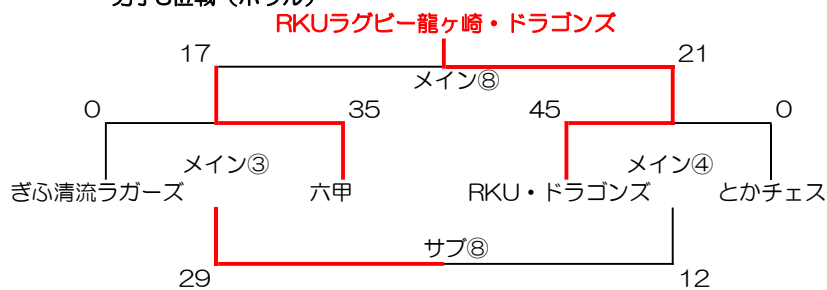 RKUラグビー龍ヶ崎・ドラゴンズ
17
21
メイン⑧
0
35
45
0
メイン③
メイン④
ぎふ清流ラガーズ
六甲
RKU・ドラゴンズ
とかチェス
サブ⑧
29
12